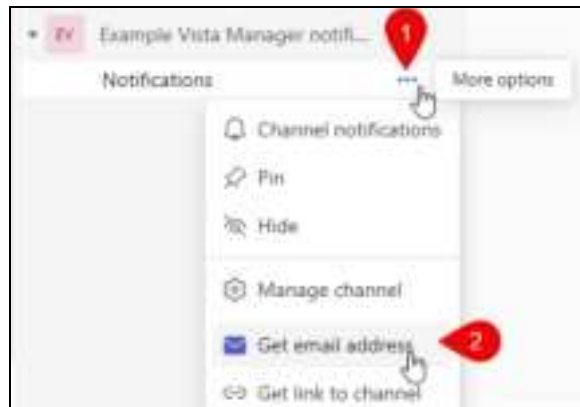 EV Example Vista Manager notifi...
1
Notifications ... More options
Channel notifications
Pin
Hide
Manage channel
Get email address
2
Get link to channel